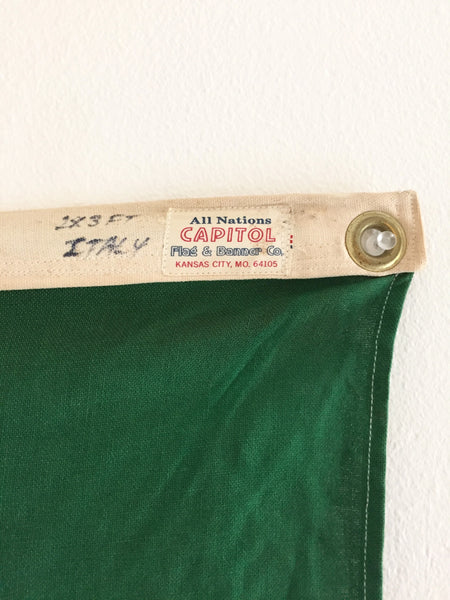 2X3 FT
ITALY
All Nations
CAPITOL
Flag & Banner Co.
KANSAS CITY, MO. 64105